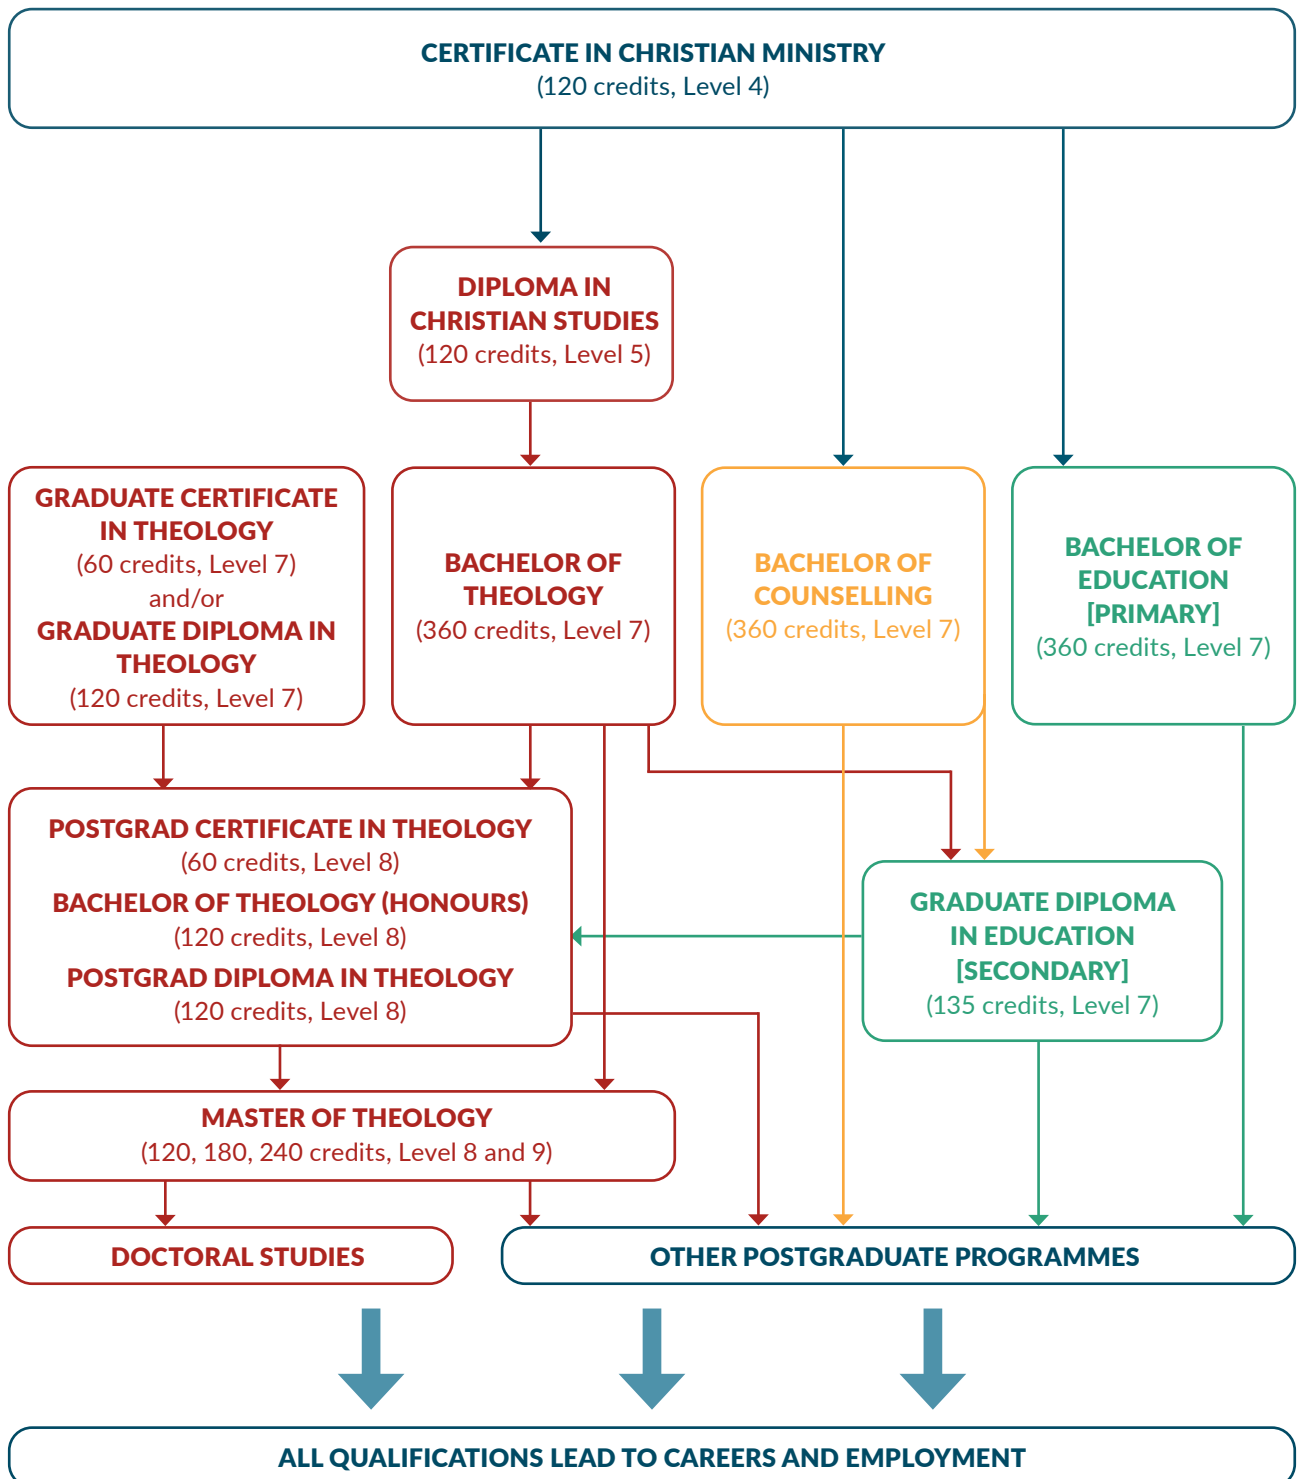 CERTIFICATE IN CHRISTIAN MINISTRY
(120 credits, Level 4)
DIPLOMA IN
CHRISTIAN STUDIES
(120 credits, Level 5)
GRADUATE CERTIFICATE
IN THEOLOGY
(60 credits, Level 7)
and/or
GRADUATE DIPLOMA IN
THEOLOGY
(120 credits, Level 7)
BACHELOR OF
THEOLOGY
(360 credits, Level 7)
BACHELOR OF
COUNSELLING
(360 credits, Level 7)
BACHELOR OF
EDUCATION
[PRIMARY]
(360 credits, Level 7)
POSTGRAD CERTIFICATE IN THEOLOGY
(60 credits, Level 8)
BACHELOR OF THEOLOGY (HONOURS)
(120 credits, Level 8)
POSTGRAD DIPLOMA IN THEOLOGY
(120 credits, Level 8)
GRADUATE DIPLOMA
IN EDUCATION
[SECONDARY]
(135 credits, Level 7)
MASTER OF THEOLOGY
(120, 180, 240 credits, Level 8 and 9)
DOCTORAL STUDIES
OTHER POSTGRADUATE PROGRAMMES
ALL QUALIFICATIONS LEAD TO CAREERS AND EMPLOYMENT